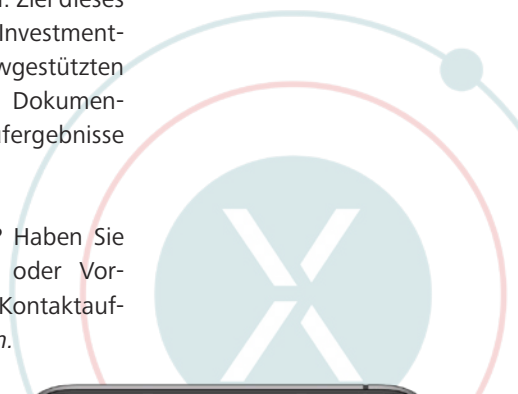 Ziel dieses
Investment-
wgestützten
Dokumen-
fergebnisse
? Haben Sie
oder Vor-
Kontaktauf-
n.